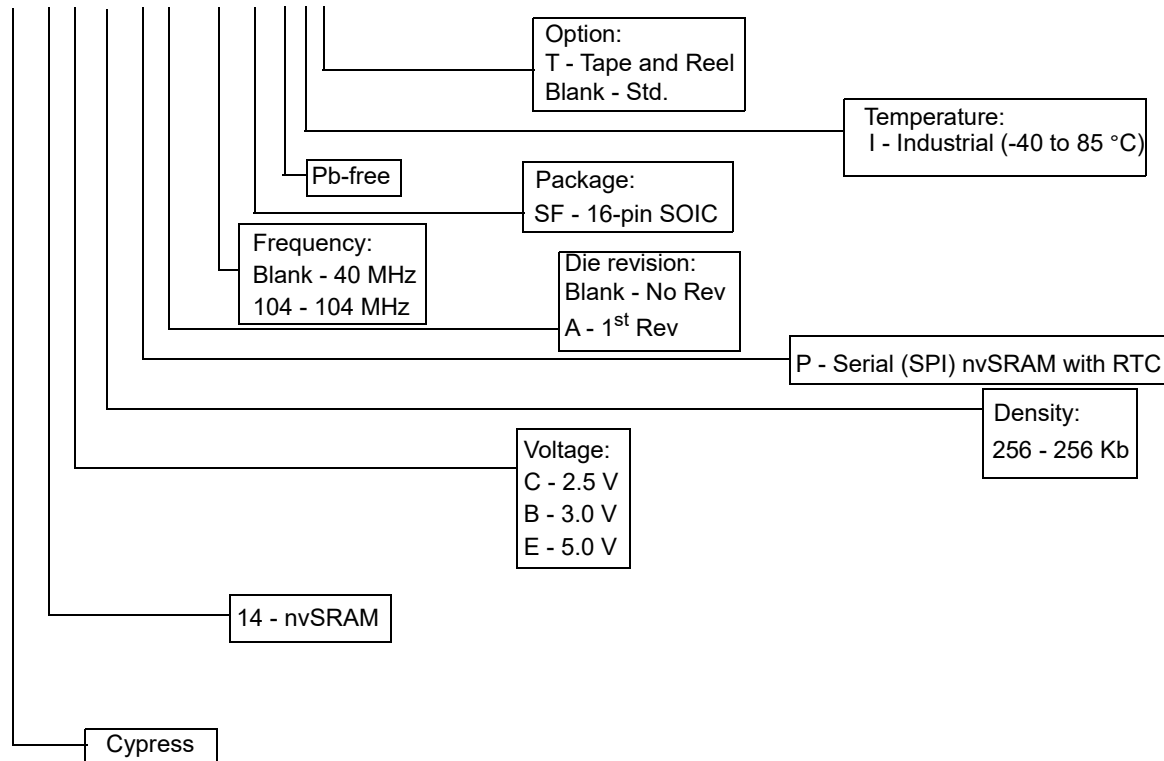 Option:
T - Tape and Reel
Blank - Std.
Temperature:
I - Industrial (-40 to 85 °C)
Pb-free
Package:
SF - 16-pin SOIC
Frequency:
Blank - 40 MHz
104 - 104 MHz
Die revision:
Blank - No Rev
A - 1st Rev
P - Serial (SPI) nvSRAM with RTC
Density:
256 - 256 Kb
Voltage:
C - 2.5 V
B - 3.0 V
E - 5.0 V
14 - nvSRAM
Cypress